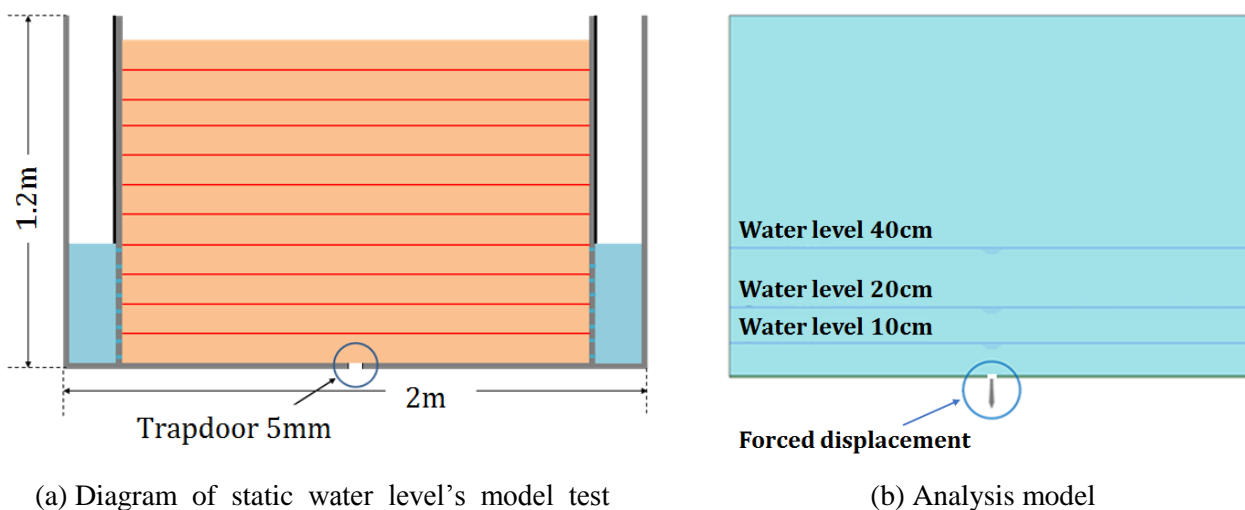 1.2m
2m
Trapdoor 5mm
(a) Diagram of static water level's model test
Water level 40cm
Water level 20cm
Water level 10cm
Forced displacement
(b) Analysis model